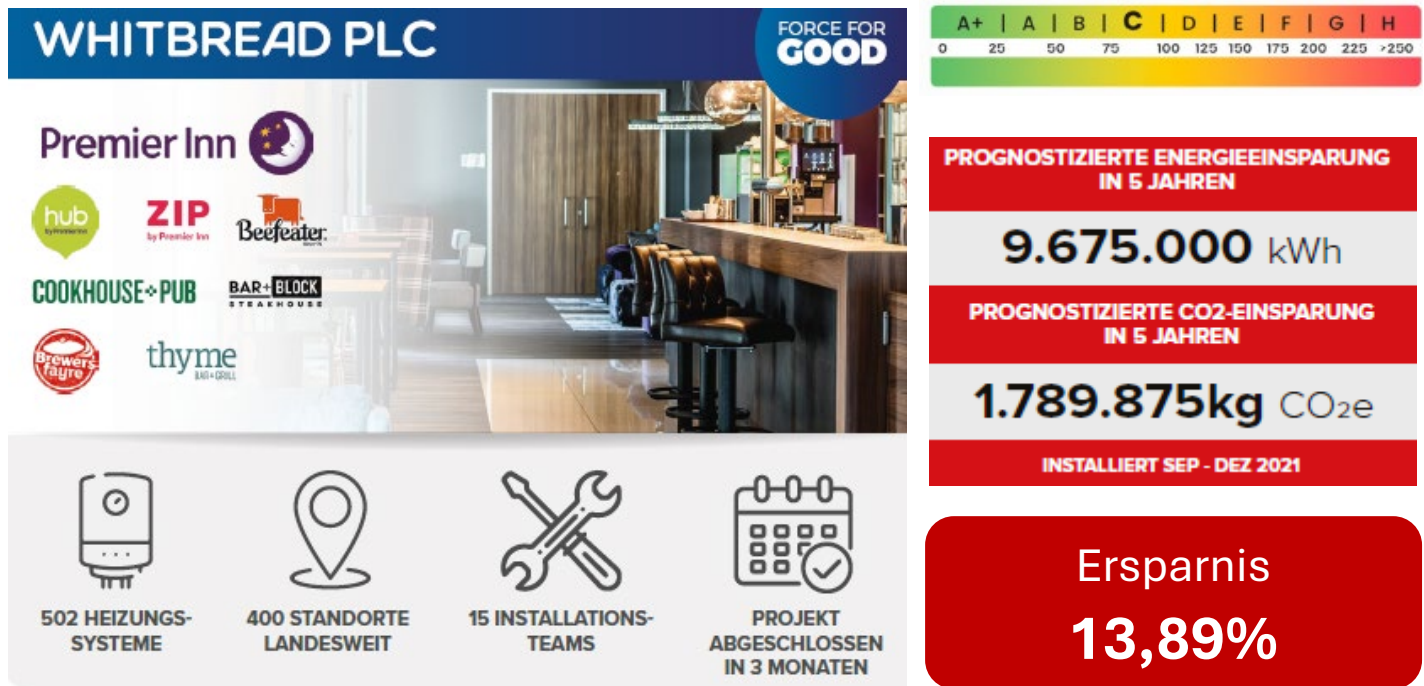 WHITBREAD PLC
FORCE FOR
GOOD
Premier Inn
hub
by Premier Inn
ZIP
by Premier Inn
Beefeater
COOKHOUSE+PUB
BAR+BLOCK
STEAKHOUSE
Brewers
fayre
thyme
BAR+GRILL
502 HEIZUNGS-
SYSTEME
400 STANDORTE
LANDESWEIT
15 INSTALLATIONS-
TEAMS
PROJEKT
ABGESCHLOSSEN
IN 3 MONATEN
A+ | A | B | C | D | E | F | G | H
0 25 50 75 100 125 150 175 200 225 >250
PROGNOSTIZIERTE ENERGIEEINSPARUNG
IN 5 JAHREN
9.675.000 kWh
PROGNOSTIZIERTE CO2-EINSPARUNG
IN 5 JAHREN
1.789.875kg CO₂e
INSTALLIERT SEP - DEZ 2021
Ersparnis
13,89%